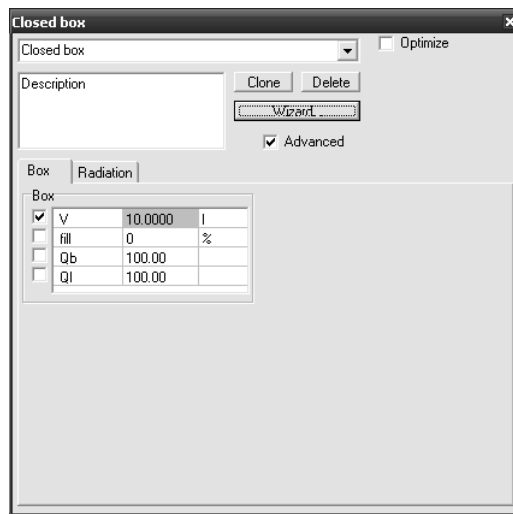 Closed box
Closed box
Optimize
Description
Clone Delete
Wizard...
Advanced
Box Radiation
Box
V 10.0000 l
fill 0 %
Qb 100.00
Ql 100.00